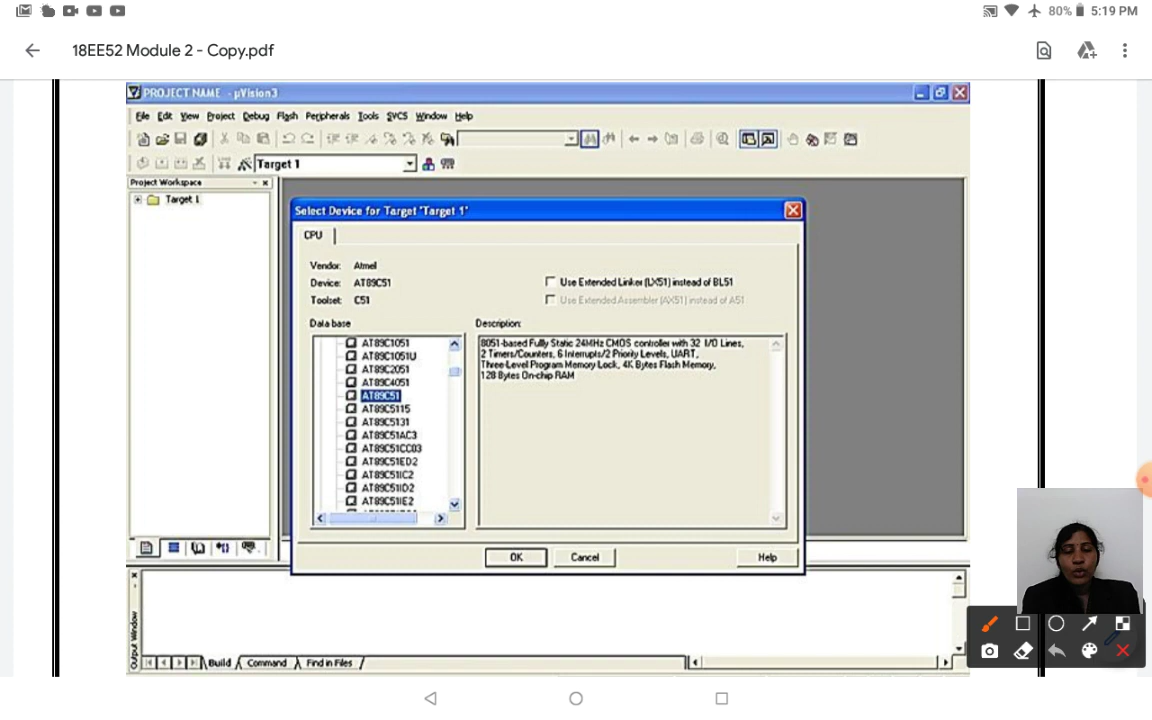 80% 5:19 PM
18EE52 Module 2 - Copy.pdf
PROJECT NAME - µVision3
File Edit View Project Debug Flash Peripherals Tools SVCS Window Help
Target 1
Project Workspace
Target 1
Select Device for Target 'Target 1'
CPU
Vendor: Atmel
Device: AT89C51
Use Extended Linker (LX51) instead of BL51
Toolset: C51
Use Extended Assembler (AX51) instead of A51
Data base
Description:
AT89C1051
AT89C1051U
AT89C2051
AT89C4051
AT89C51
AT89C5115
AT89C5131
AT89C51AC3
AT89C51CC03
AT89C51ED2
AT89C51IC2
AT89C51ID2
AT89C51IE2
8051-based Fully Static 24MHz CMOS controller with 32 I/O Lines,
2 Timers/Counters, 6 Interrupts/2 Priority Levels, UART,
Three-Level Program Memory Lock, 4K Bytes Flash Memory,
128 Bytes On-chip RAM
OK Cancel Help
Output Window
Build Command Find in Files